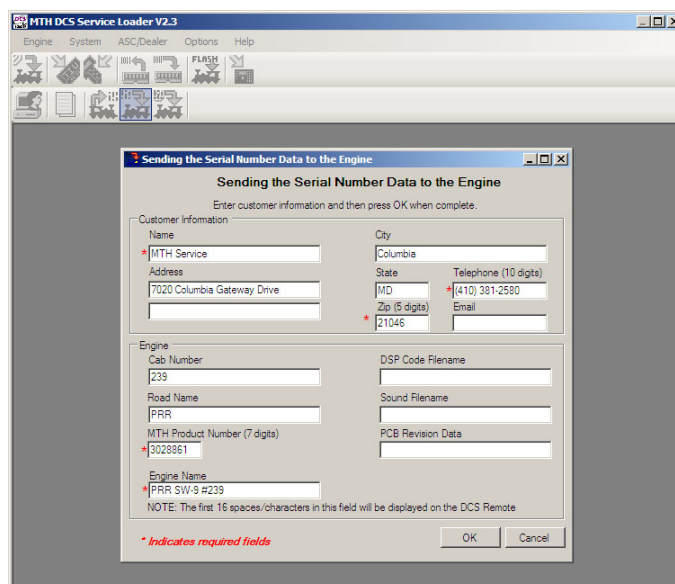 MTH DCS Service Loader V2.3
Engine System ASC/Dealer Options Help
FLASH
Sending the Serial Number Data to the Engine
Sending the Serial Number Data to the Engine
Enter customer information and then press OK when complete.
Customer Information
Name City
* MTH Service Columbia
Address State Telephone (10 digits)
7020 Columbia Gateway Drive MD * (410) 381-2580
Zip (5 digits) Email
* 21046
Engine
Cab Number DSP Code Filename
239
Road Name Sound Filename
PRR
MTH Product Number (7 digits) PCB Revision Data
* 3028861
Engine Name
* PRR SW-9 #239
NOTE: The first 16 spaces/characters in this field will be displayed on the DCS Remote
* Indicates required fields OK Cancel